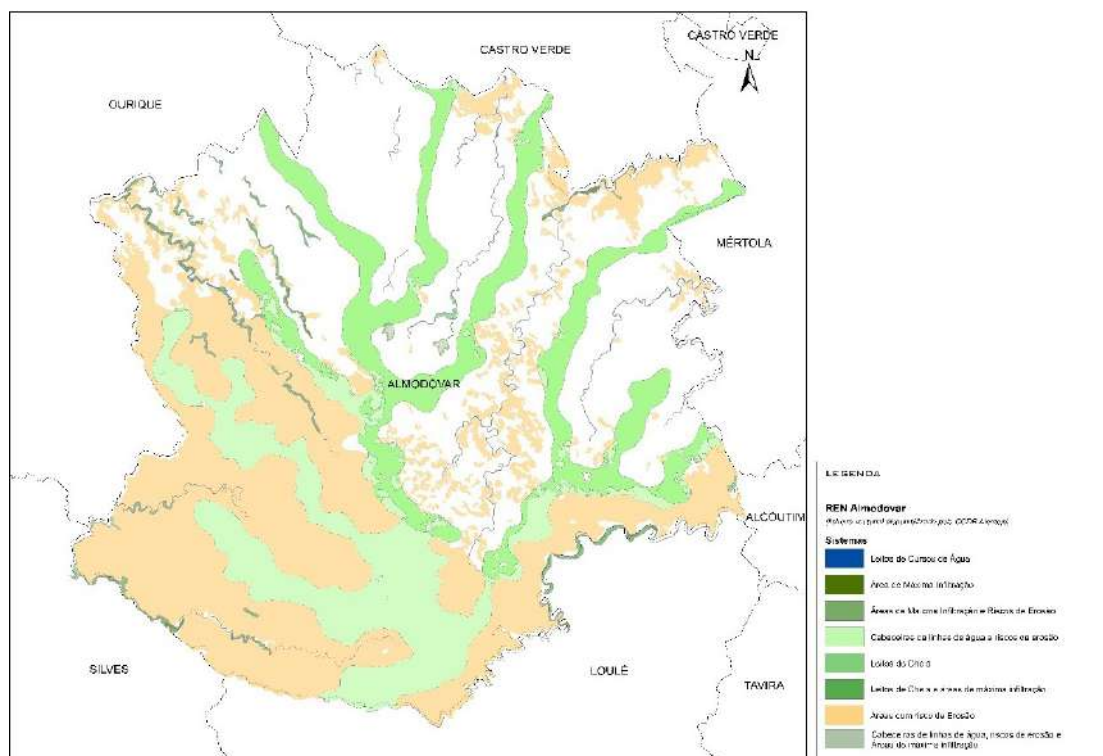 CASTRO VERDE
CASTRO VERDE
N
OURIQUE
MÉRTOLA
ALMODÔVAR
ALCOUTIM
SILVES
LOULÉ
TAVIRA
LEGENDA
REN Almodovar
Sistemas
Leitos de Cursos de Água
Área de Máxima Infiltração
Áreas de Máxima Infiltração e Riscos de Erosão
Cabeceiras de linhas de água e riscos de erosão
Leitos de Cheia
Leitos de Cheia e áreas de máxima infiltração
Áreas com risco de Erosão
Cabeceiras de linhas de água, riscos de erosão e
Áreas de máxima infiltração